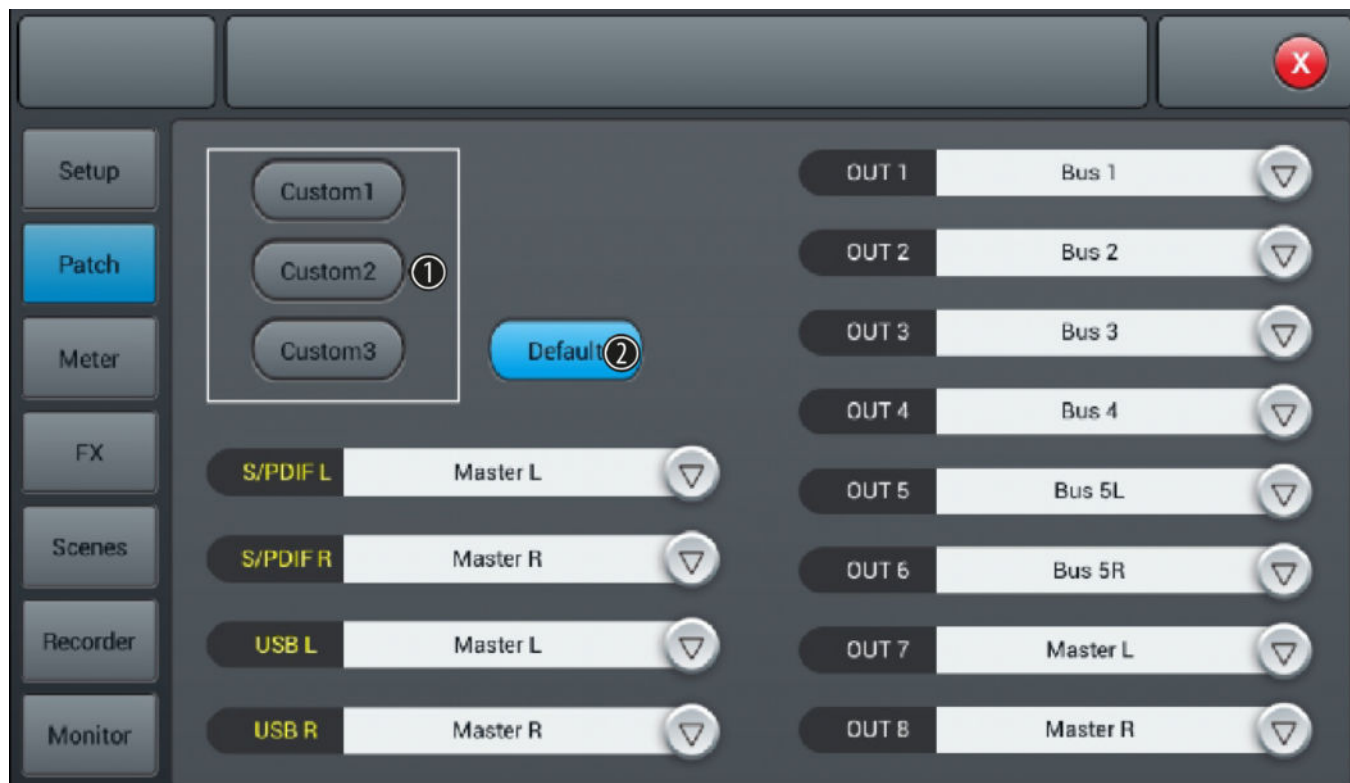 X
Setup
Patch
Meter
FX
Scenes
Recorder
Monitor
Custom1
Custom2 ①
Custom3
Default ②
S/PDIF L Master L
S/PDIF R Master R
USB L Master L
USB R Master R
OUT 1 Bus 1
OUT 2 Bus 2
OUT 3 Bus 3
OUT 4 Bus 4
OUT 5 Bus 5L
OUT 6 Bus 5R
OUT 7 Master L
OUT 8 Master R